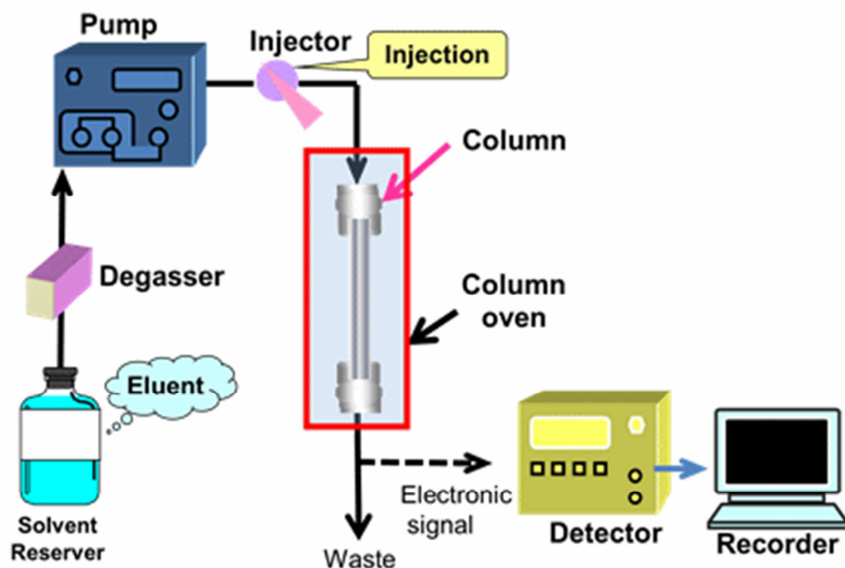 Pump
Injector
Injection
Column
Degasser
Column
oven
Eluent
Electronic
signal
Solvent
Reserver
Waste
Detector
Recorder